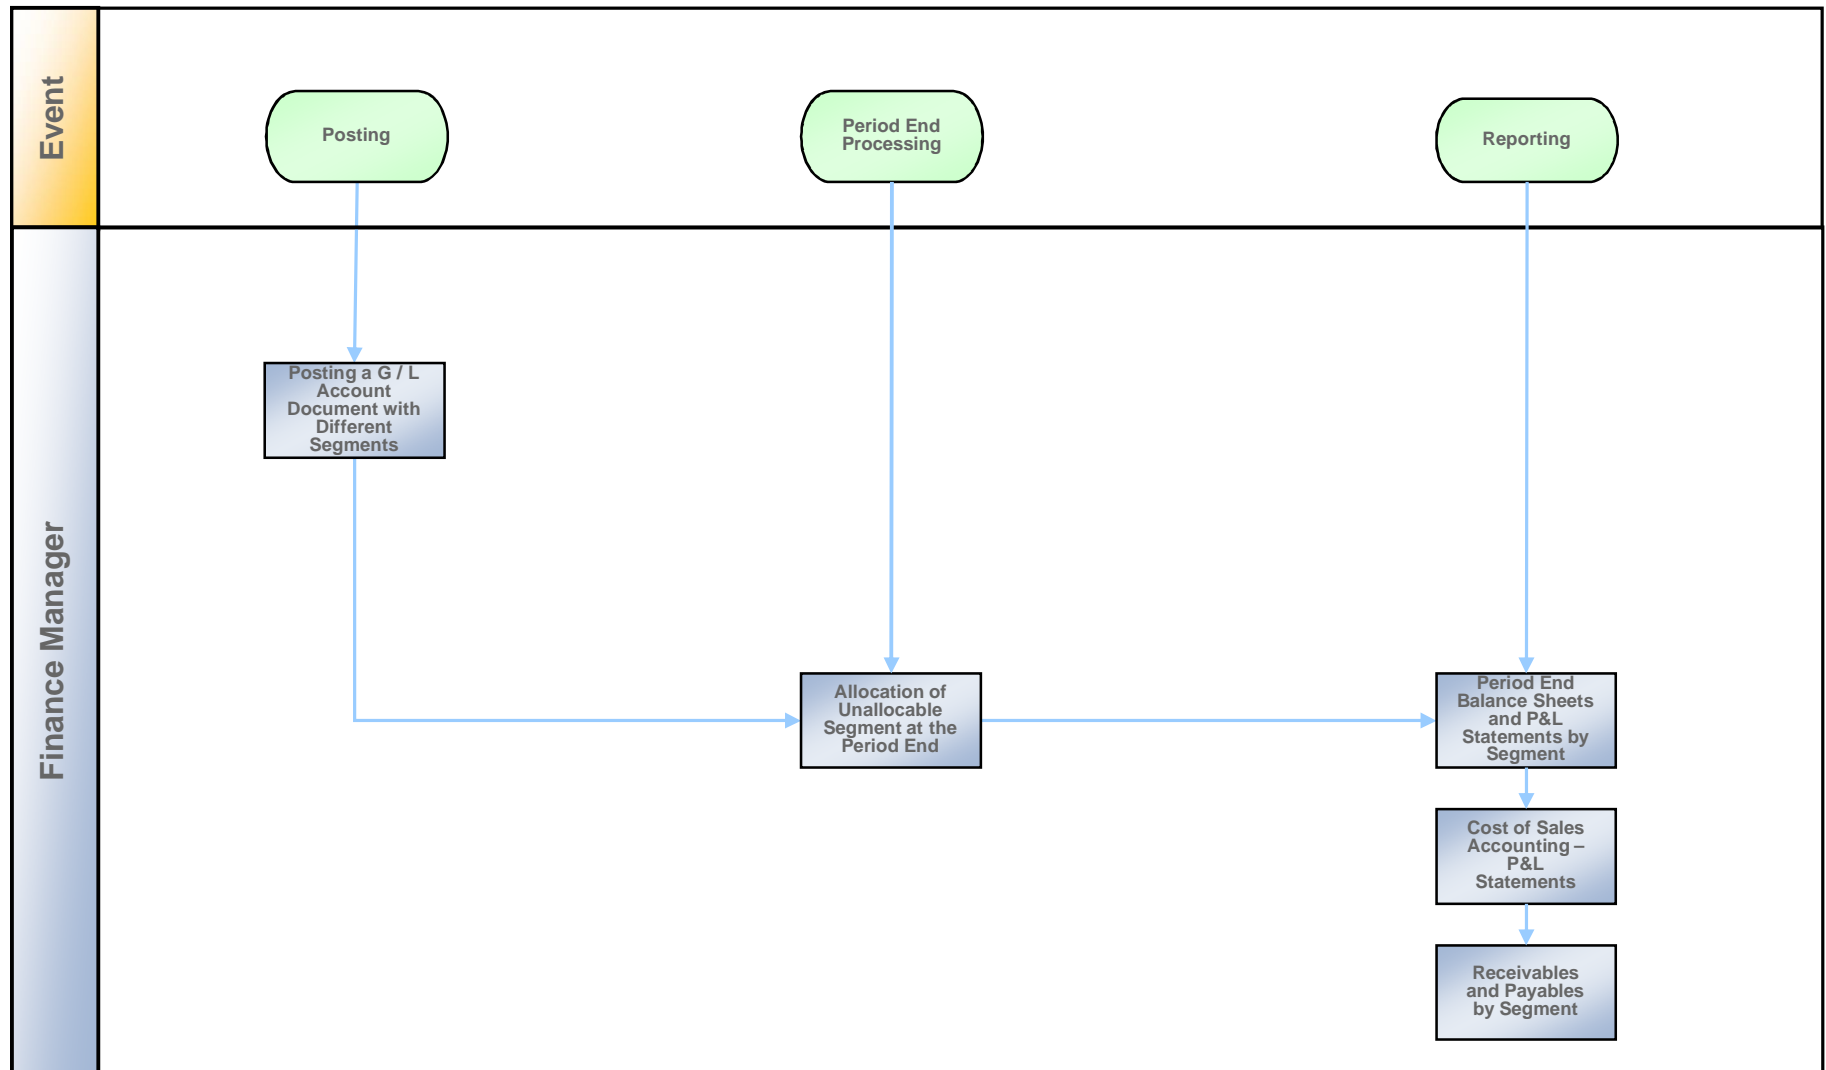 Event
Posting
Period End
Processing
Reporting
Finance Manager
Posting a G / L
Account
Document with
Different
Segments
Allocation of
Unallocable
Segment at the
Period End
Period End
Balance Sheets
and P&L
Statements by
Segment
Cost of Sales
Accounting –
P&L
Statements
Receivables
and Payables
by Segment